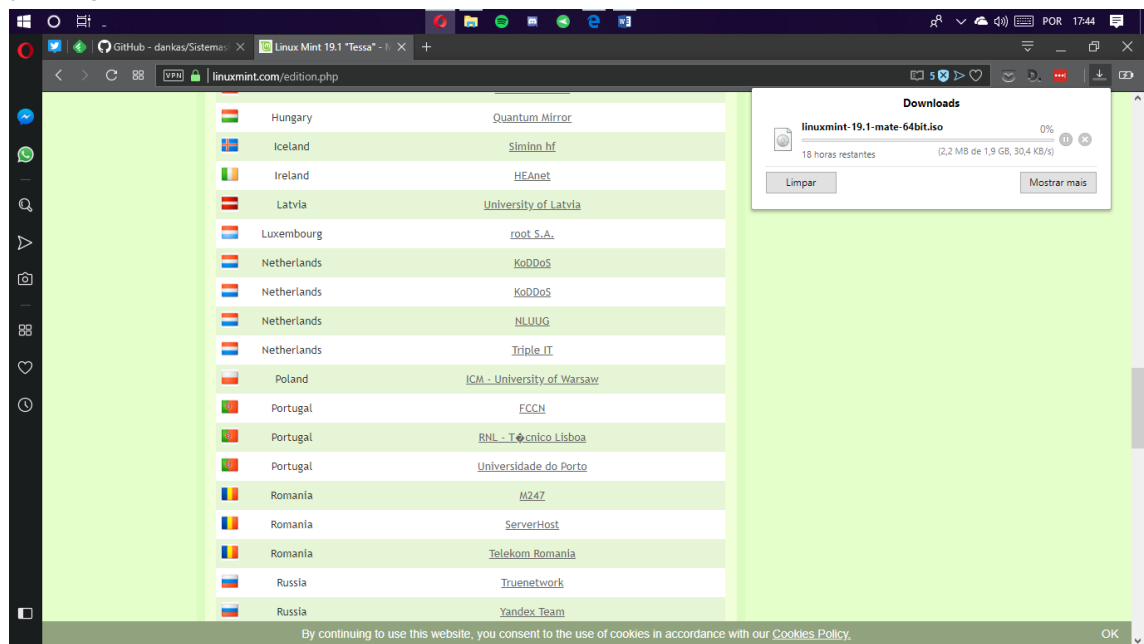 POR 17:44
GitHub - dankas/Sistemas
Linux Mint 19.1 "Tessa" -
VPN linuxmint.com/edition.php
5
Downloads
linuxmint-19.1-mate-64bit.iso 0%
18 horas restantes (2,2 MB de 1,9 GB, 30,4 KB/s)
Limpar Mostrar mais
Hungary Quantum Mirror
Iceland Siminn hf
Ireland HEAnet
Latvia University of Latvia
Luxembourg root S.A.
Netherlands KoDDoS
Netherlands KoDDoS
Netherlands NLUUG
Netherlands Triple IT
Poland ICM - University of Warsaw
Portugal FCCN
Portugal RNL - T�cnico Lisboa
Portugal Universidade do Porto
Romania M247
Romania ServerHost
Romania Telekom Romania
Russia Truenetwork
Russia Yandex Team
By continuing to use this website, you consent to the use of cookies in accordance with our Cookies Policy. OK